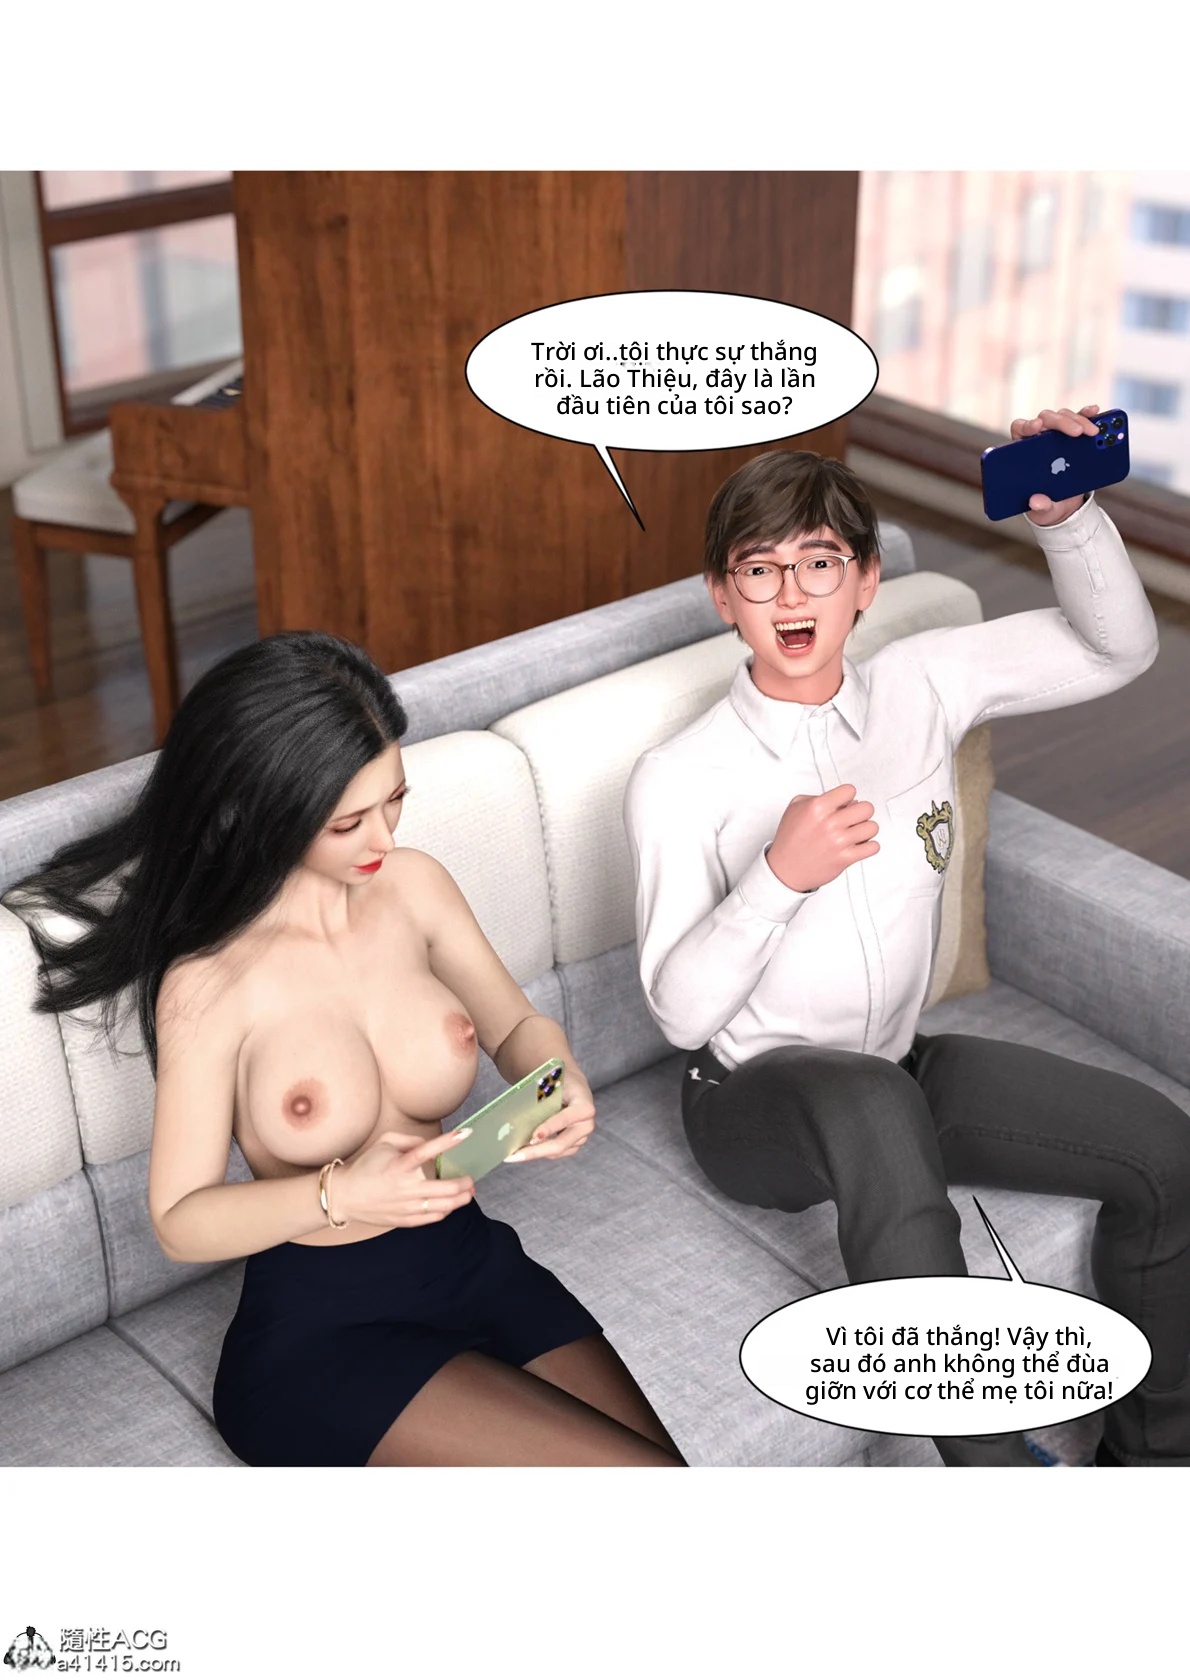 Trời ơi..tôi thực sự thắng
rồi. Lão Thiệu, đây là lần
đầu tiên của tôi sao?
Vì tôi đã thắng! Vậy thì,
sau đó anh không thể đùa
giỡn với cơ thể mẹ tôi nữa!
隨性ACG
a41415.com